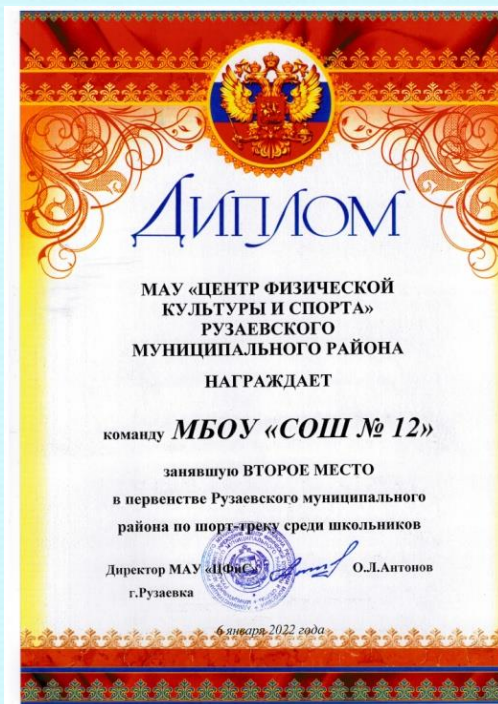 ДИПЛОМ
МАУ «ЦЕНТР ФИЗИЧЕСКОЙ
КУЛЬТУРЫ И СПОРТА»
РУЗАЕВСКОГО
МУНИЦИПАЛЬНОГО РАЙОНА
НАГРАЖДАЕТ
команду МБОУ «СОШ № 12»
занявшую ВТОРОЕ МЕСТО
в первенстве Рузаевского муниципального
района по шорт-треку среди школьников
Директор МАУ «ЦФиС» О.Л.Антонов
г.Рузаевка
6 января 2022 года